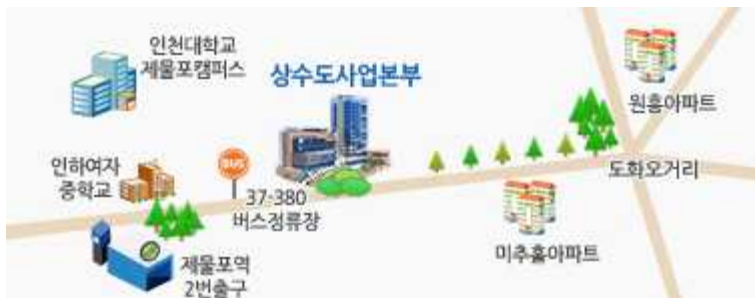 인천대학교
제물포캠퍼스
상수도사업본부
원흥아파트
BUS
인하여자
중학교
37-380
버스정류장
도화오거리
미추홀아파트
제물포역
2번출구